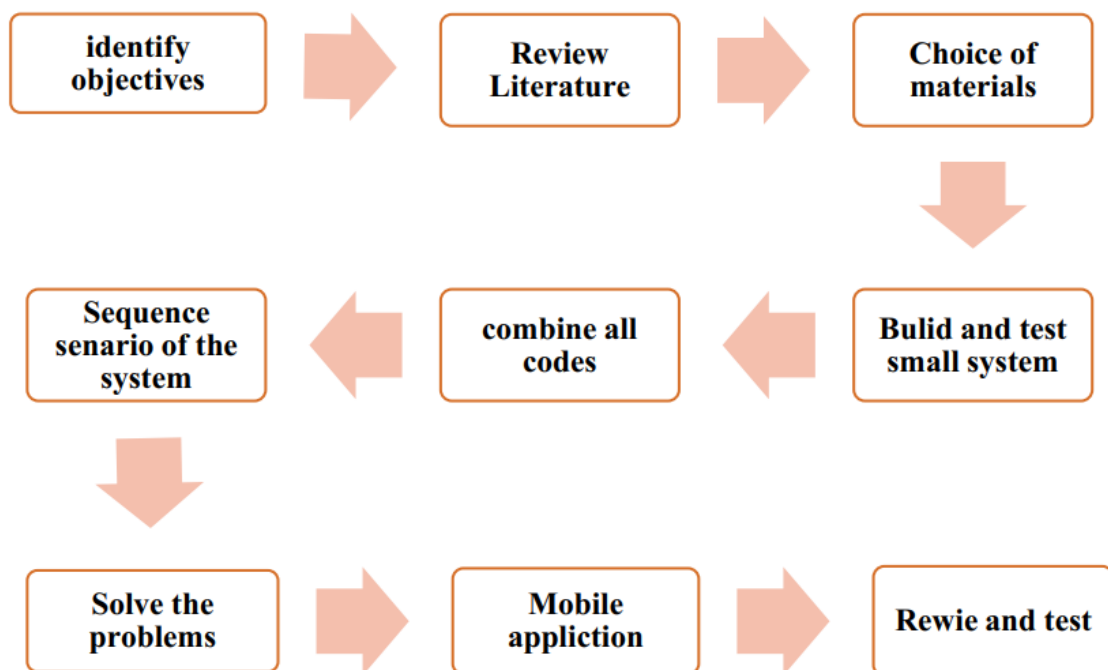 identify
objectives
Review
Literature
Choice of
materials
Bulid and test
small system
combine all
codes
Sequence
senario of the
system
Solve the
problems
Mobile
appliction
Rewie and test